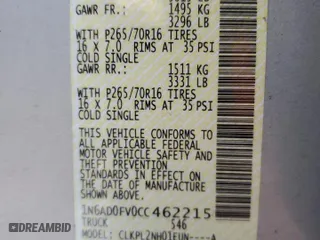 GAWR FR.: 1495 KG
3296 LB
WITH P265/70R16 TIRES
16 X 7.0 RIMS AT 35 PSI
COLD SINGLE
GAWR RR.: 1511 KG
3331 LB
WITH P265/70R16 TIRES
16 X 7.0 RIMS AT 35 PSI
COLD SINGLE
THIS VEHICLE CONFORMS TO
ALL APPLICABLE FEDERAL
MOTOR VEHICLE SAFETY AND
THEFT PREVENTION
STANDARDS IN EFFECT ON
THE DATE OF MANUFACTURE
SHOWN ABOVE.
1N6AD0FV0CC462215
TRUCK S46
MODEL:
DREAMBID